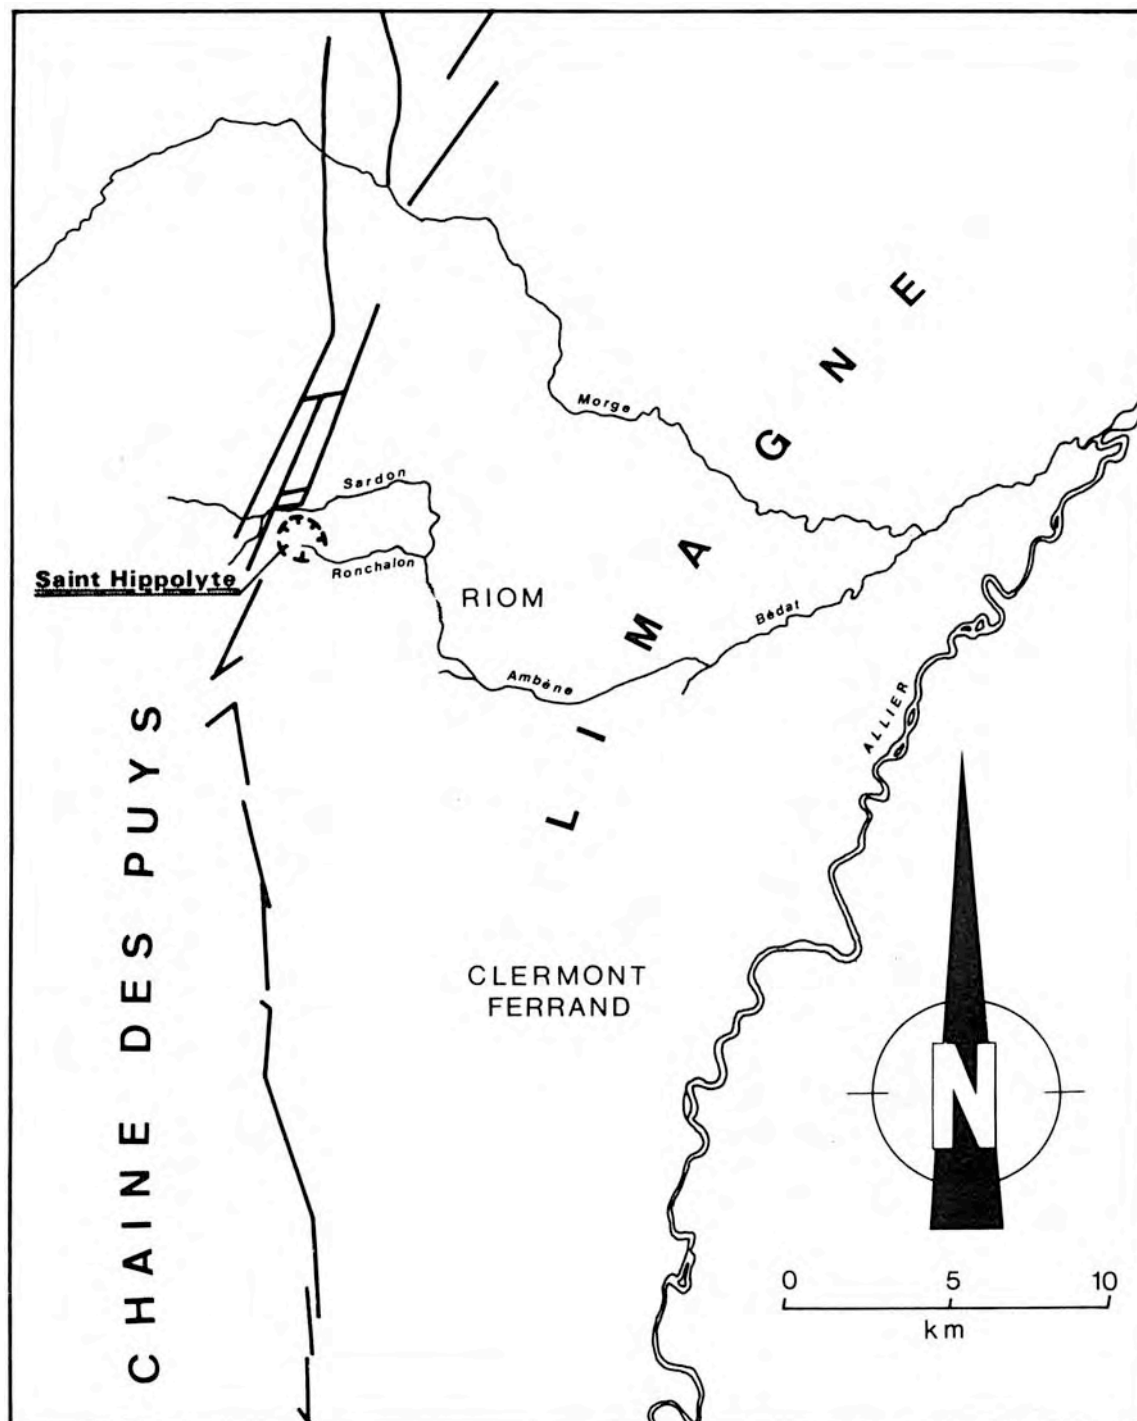 Morge
Sardon
Saint Hippolyte
Ronchalon
RIOM
Bédat
Ambène
LIMAGNE
ALLIER
CHAINE DES PUYS
CLERMONT
FERRAND
N
0 5 10
km